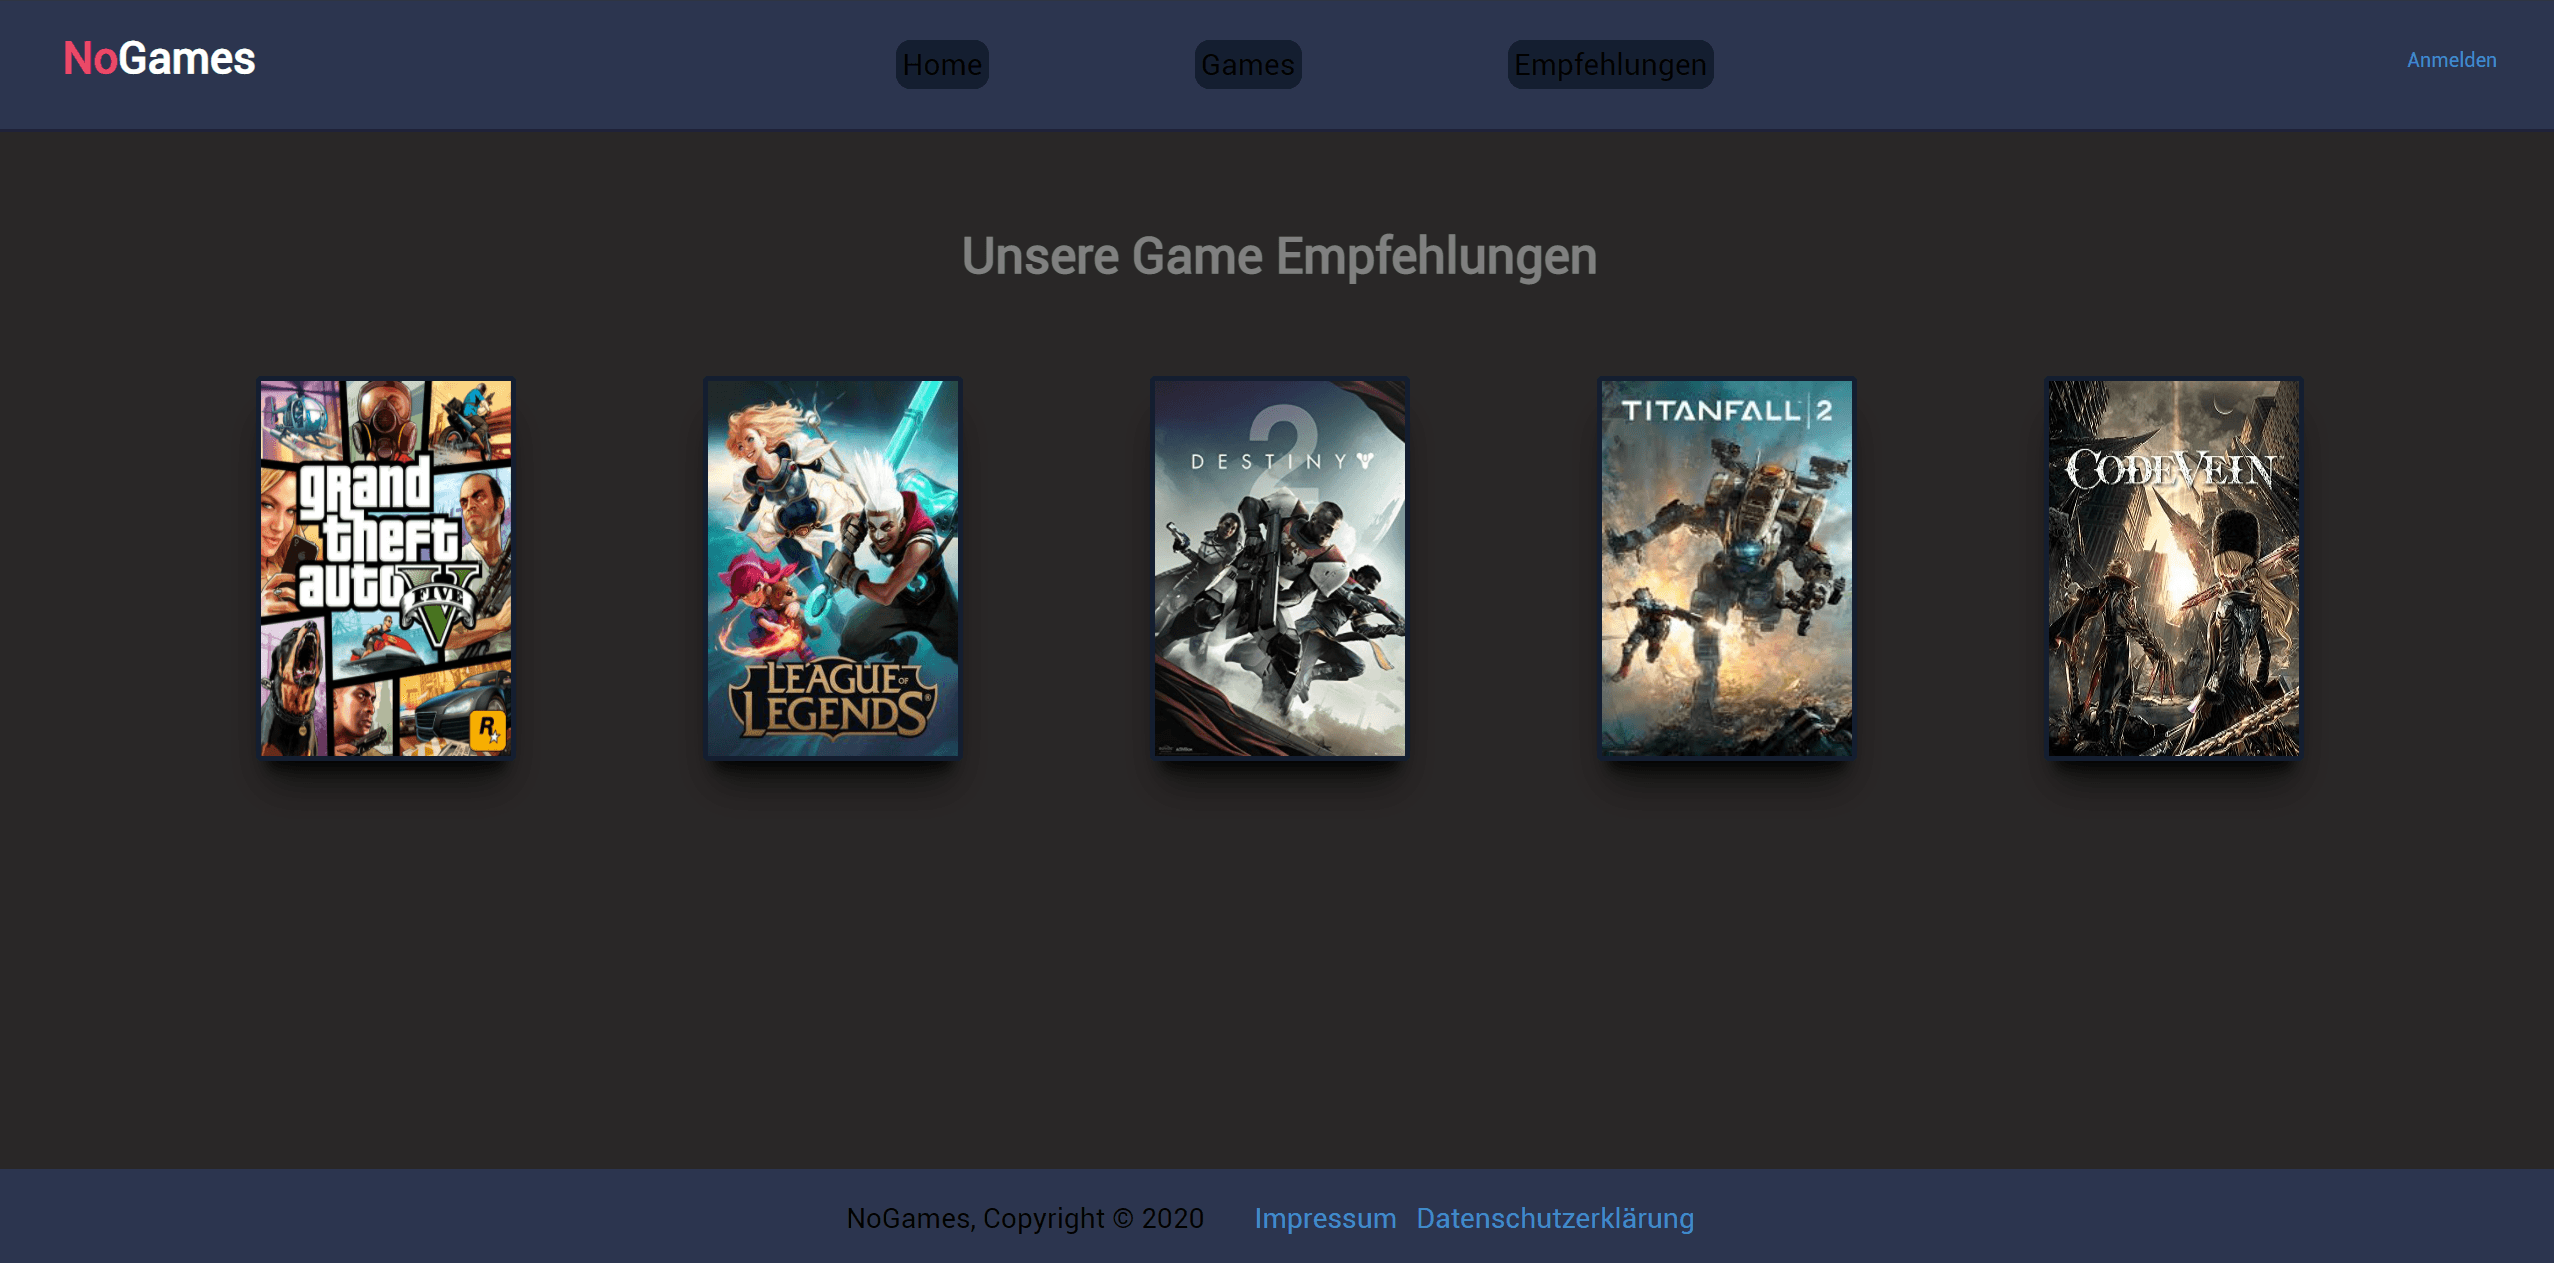 NoGames
Home
Games
Empfehlungen
Anmelden
Unsere Game Empfehlungen
grand
theft
auto
FIVE
R
LEAGUE OF
LEGENDS
2
DESTINY
TITANFALL 2
CODE VEIN
NoGames, Copyright © 2020
Impressum
Datenschutzerklärung